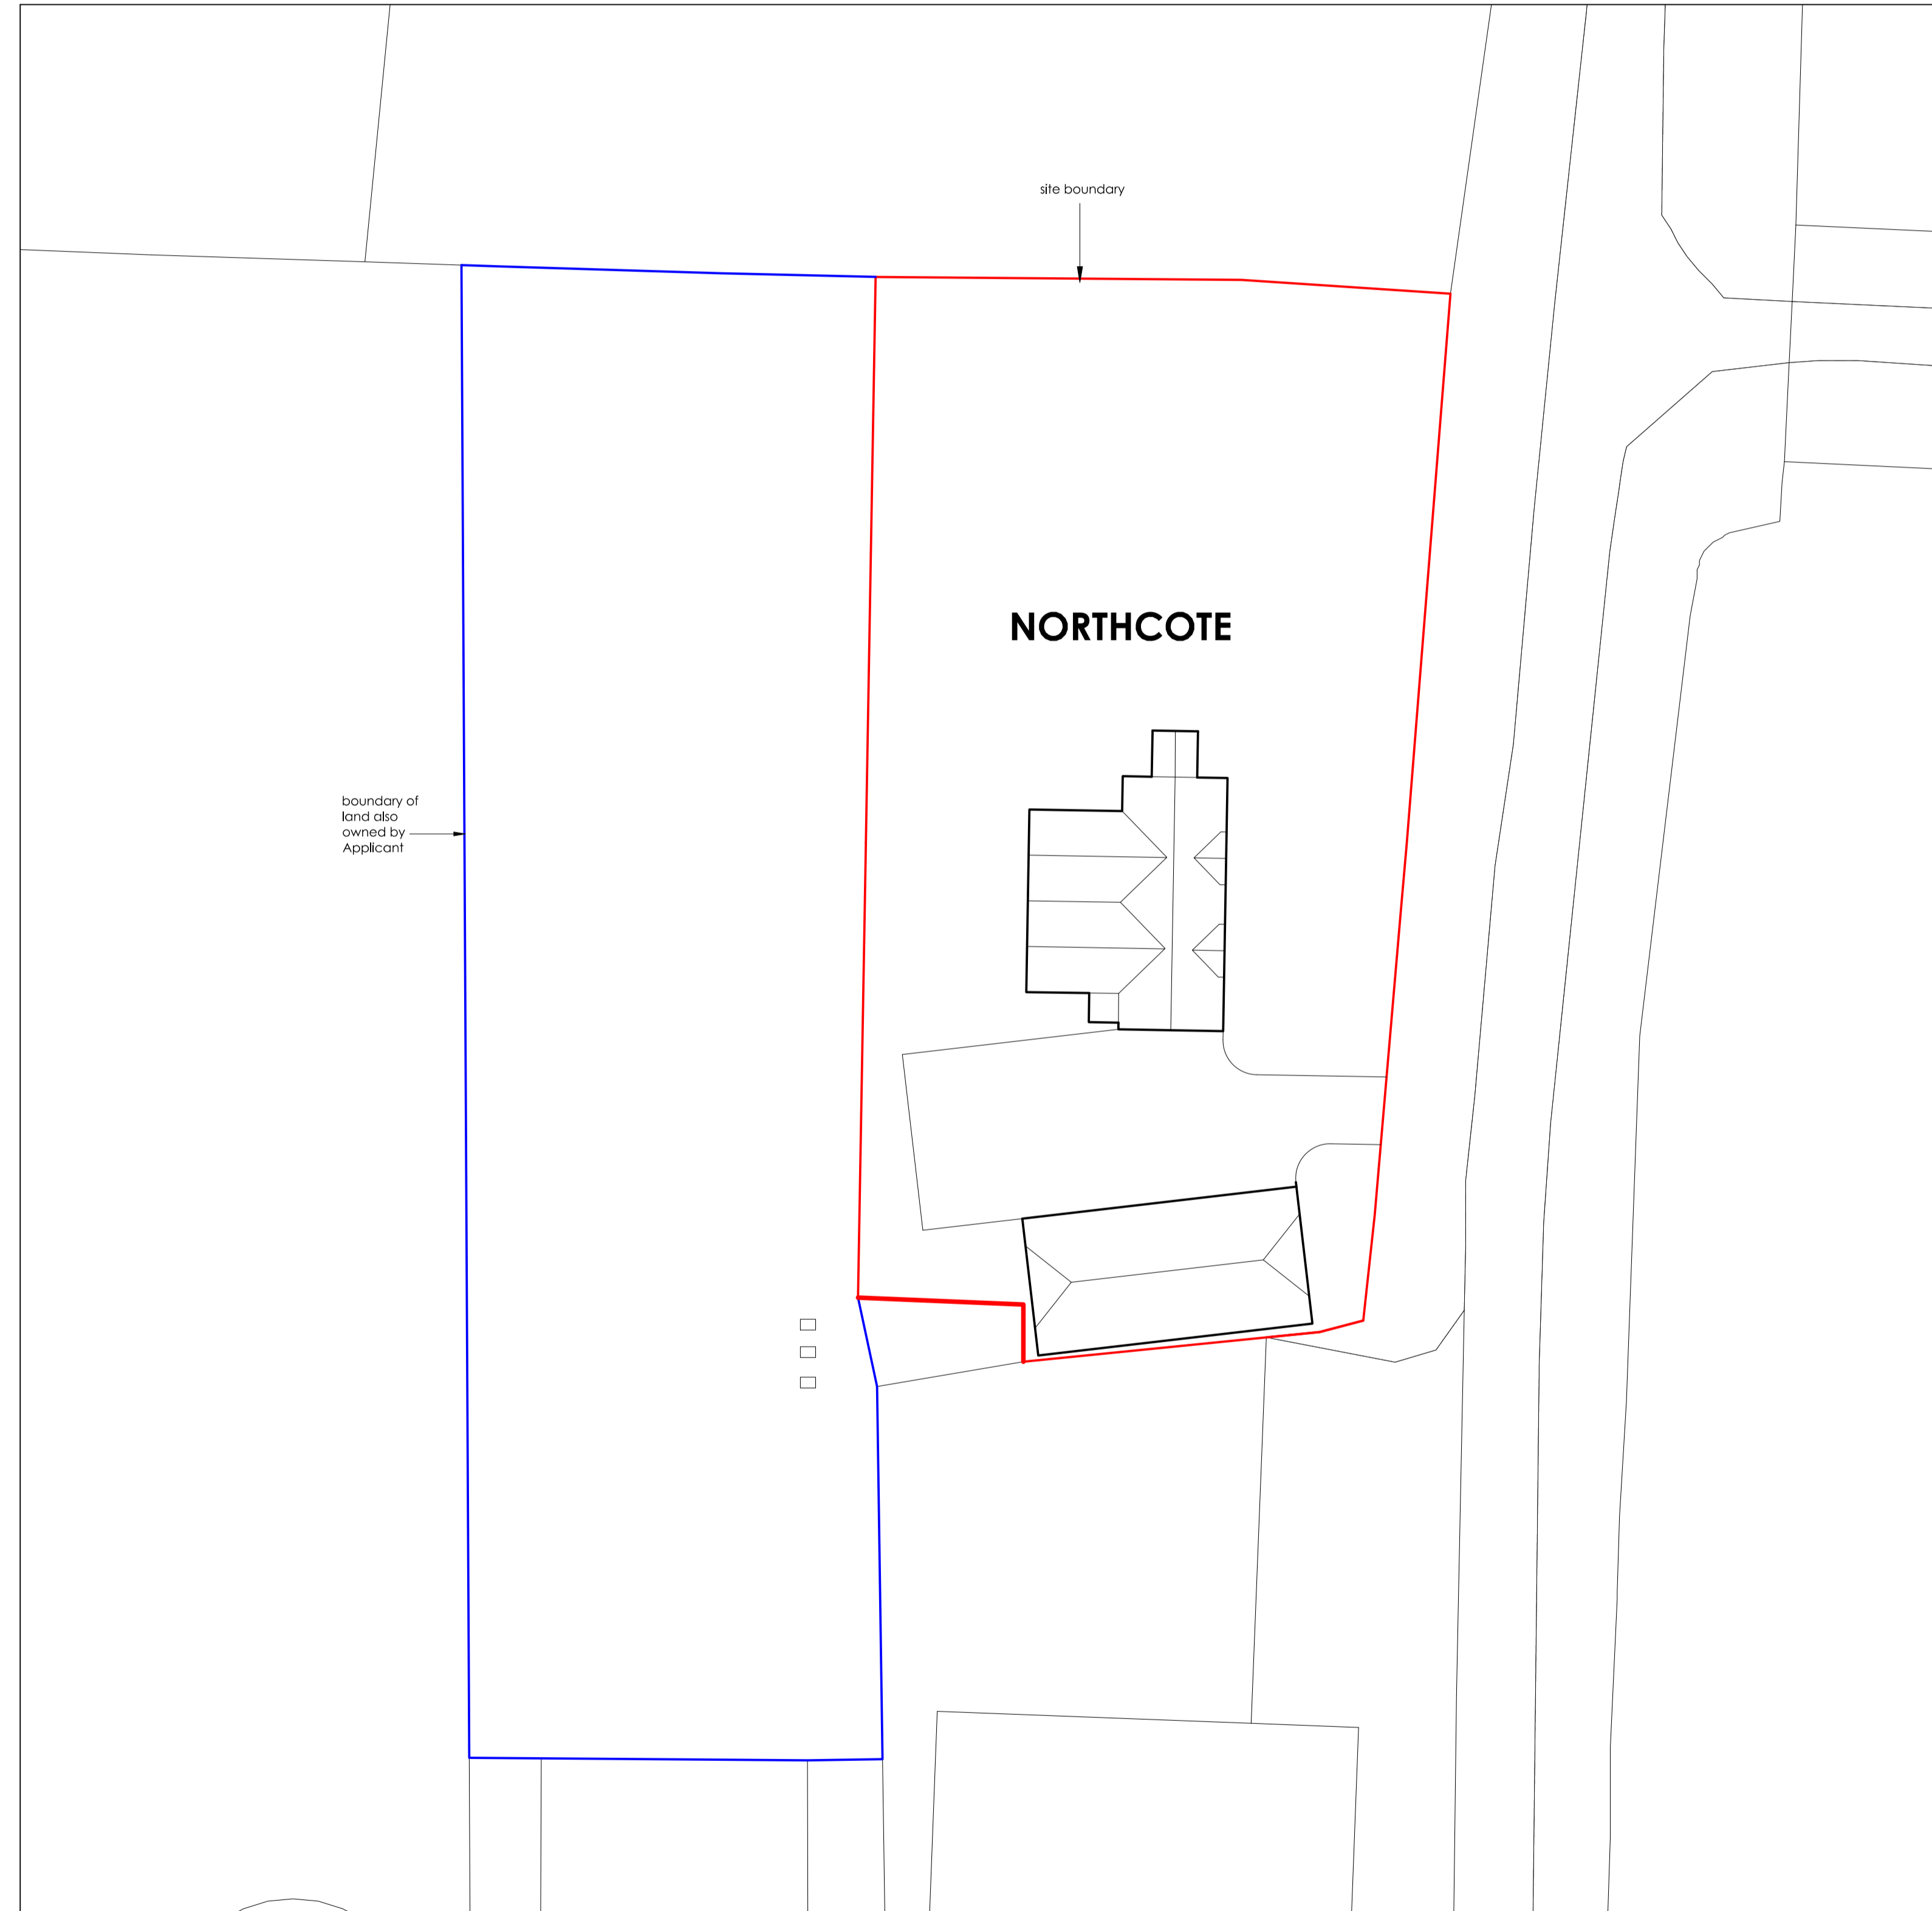 site boundary
NORTHCOTE
boundary of
land also
owned by
Applicant